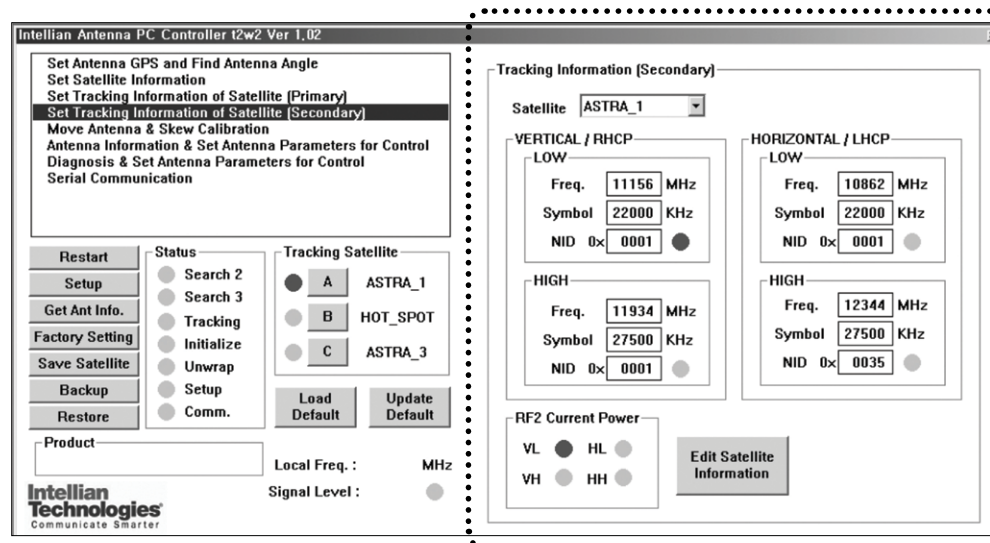 Intellian Antenna PC Controller t2w2 Ver 1,02
Set Antenna GPS and Find Antenna Angle
Set Satellite Information
Set Tracking Information of Satellite (Primary)
Set Tracking Information of Satellite (Secondary)
Move Antenna & Skew Calibration
Antenna Information & Set Antenna Parameters for Control
Diagnosis & Set Antenna Parameters for Control
Serial Communication
Restart
Setup
Get Ant Info.
Factory Setting
Save Satellite
Backup
Restore
Status
Search 2
Search 3
Tracking
Initialize
Unwrap
Setup
Comm.
Tracking Satellite
A ASTRA_1
B HOT_SPOT
C ASTRA_3
Load Default
Update Default
Product
Local Freq. : MHz
Signal Level :
Intellian
Technologies
Communicate Smarter
Tracking Information (Secondary)
Satellite ASTRA_1
VERTICAL / RHCP
LOW
Freq. 11156 MHz
Symbol 22000 KHz
NID 0x 0001
HIGH
Freq. 11934 MHz
Symbol 27500 KHz
NID 0x 0001
HORIZONTAL / LHCP
LOW
Freq. 10862 MHz
Symbol 22000 KHz
NID 0x 0001
HIGH
Freq. 12344 MHz
Symbol 27500 KHz
NID 0x 0035
RF2 Current Power
VL HL
VH HH
Edit Satellite
Information